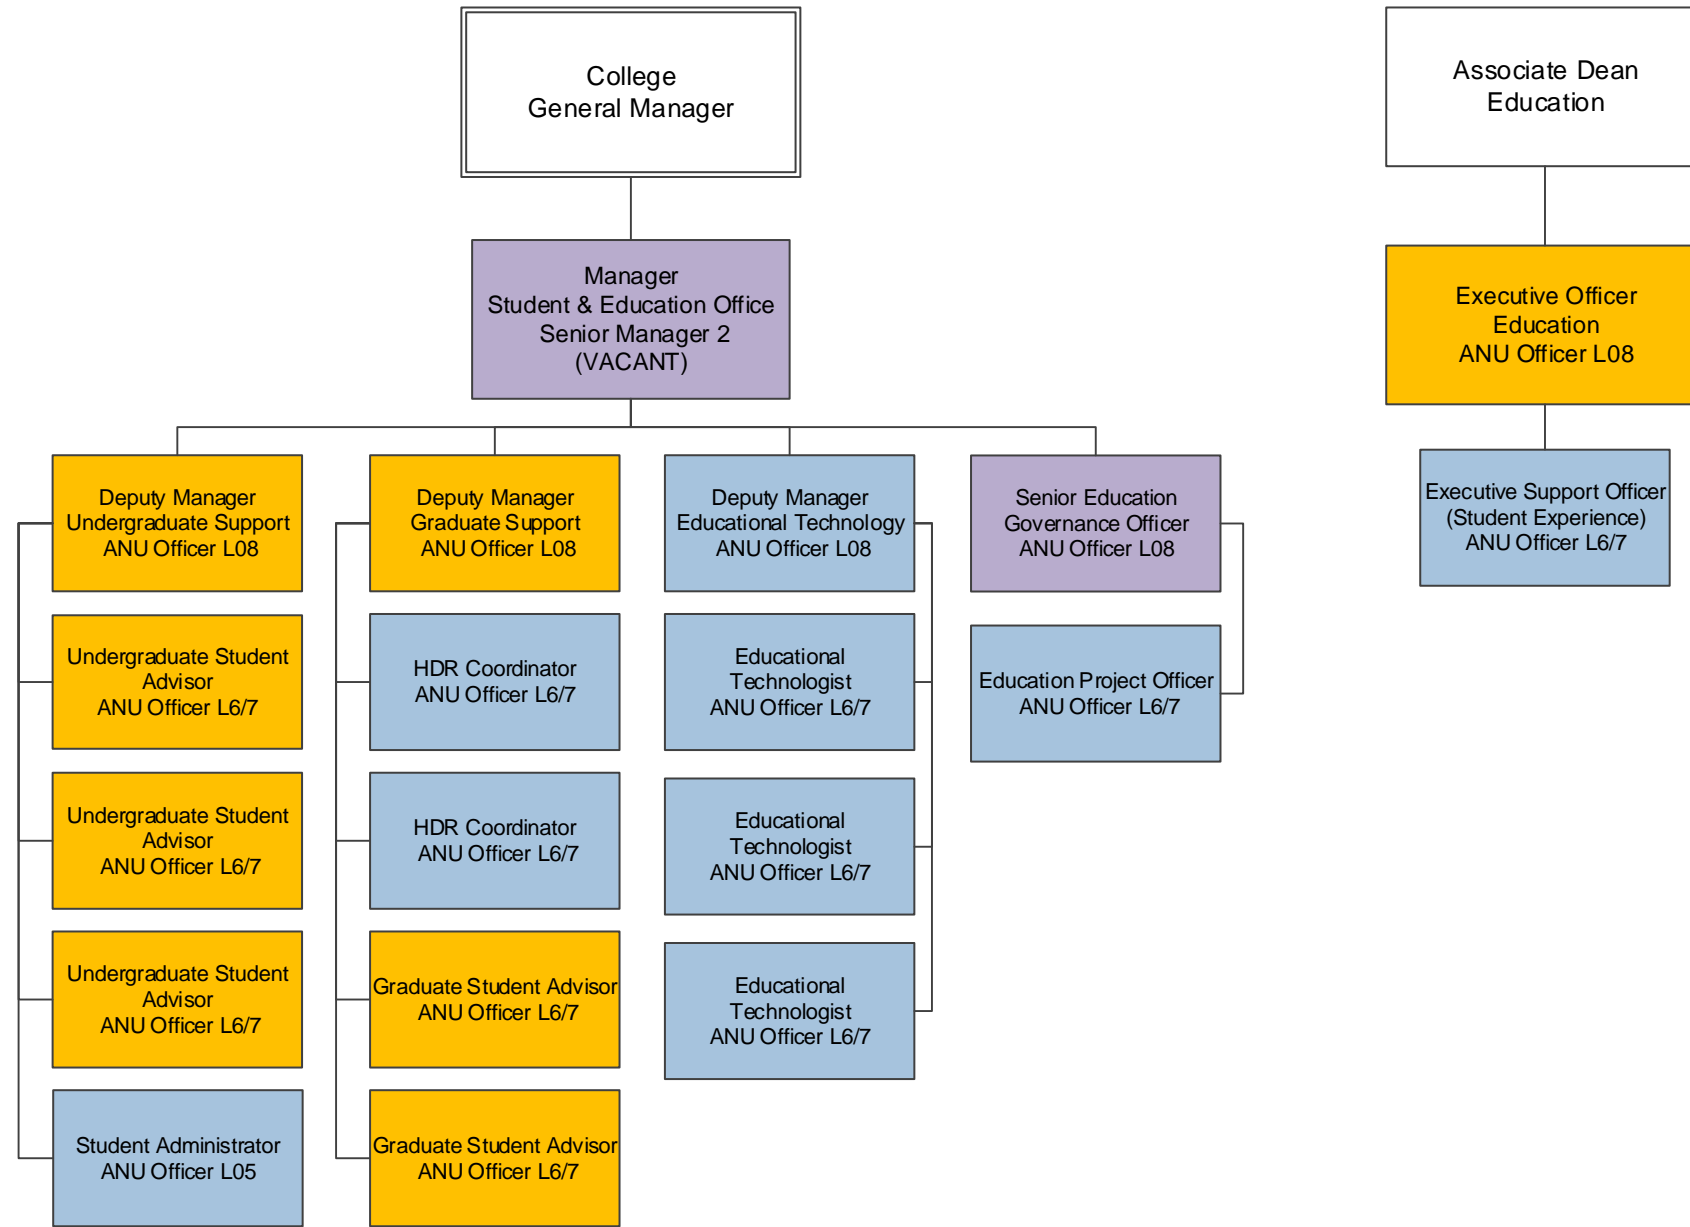 College
General Manager
Associate Dean
Education
Manager
Student & Education Office
Senior Manager 2
(VACANT)
Executive Officer
Education
ANU Officer L08
Deputy Manager
Undergraduate Support
ANU Officer L08
Deputy Manager
Graduate Support
ANU Officer L08
Deputy Manager
Educational Technology
ANU Officer L08
Senior Education
Governance Officer
ANU Officer L08
Executive Support Officer
(Student Experience)
ANU Officer L6/7
Undergraduate Student
Advisor
ANU Officer L6/7
HDR Coordinator
ANU Officer L6/7
Educational
Technologist
ANU Officer L6/7
Education Project Officer
ANU Officer L6/7
Undergraduate Student
Advisor
ANU Officer L6/7
HDR Coordinator
ANU Officer L6/7
Educational
Technologist
ANU Officer L6/7
Undergraduate Student
Advisor
ANU Officer L6/7
Graduate Student Advisor
ANU Officer L6/7
Educational
Technologist
ANU Officer L6/7
Student Administrator
ANU Officer L05
Graduate Student Advisor
ANU Officer L6/7